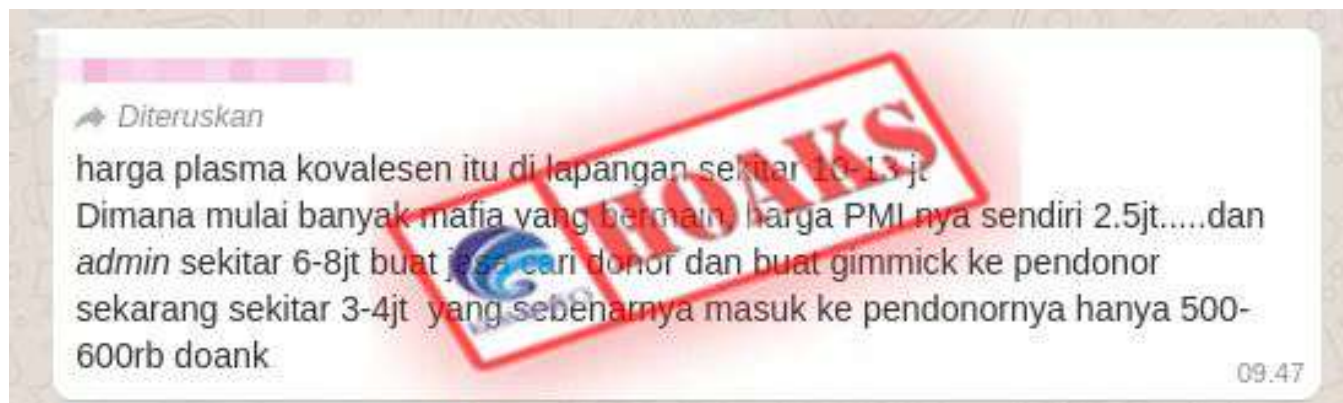 Diteruskan
harga plasma kovalesen itu di lapangan sekitar 10-13 jt
Dimana mulai banyak mafia yang bermain, harga PMI nya sendiri 2.5jt.....dan
admin sekitar 6-8jt buat jasa cari donor dan buat gimmick ke pendonor
sekarang sekitar 3-4jt yang sebenarnya masuk ke pendonornya hanya 500-
600rb doank
09.47
HOAKS